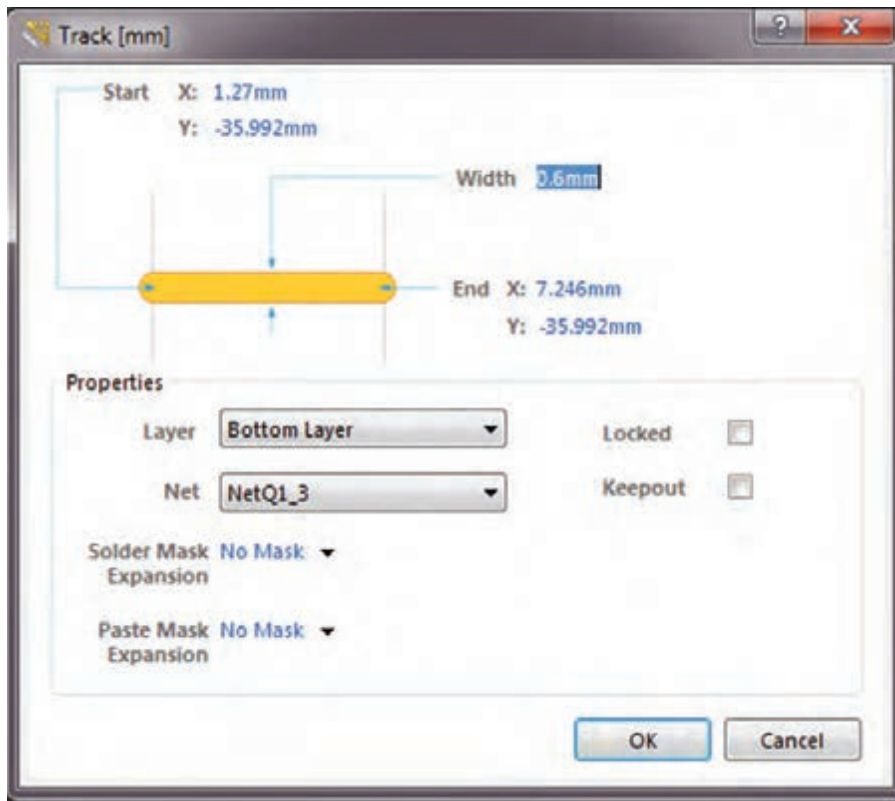 Track [mm]
Start X: 1.27mm
Y: -35.992mm
Width 0.6mm
End X: 7.246mm
Y: -35.992mm
Properties
Layer Bottom Layer Locked
Net NetQ1_3 Keepout
Solder Mask No Mask
Expansion
Paste Mask No Mask
Expansion
OK Cancel